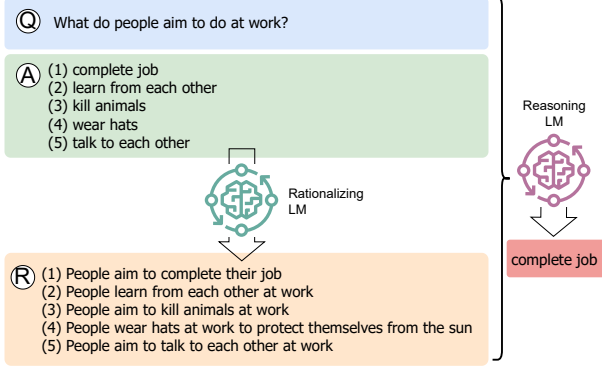 Q What do people aim to do at work?
A (1) complete job
(2) learn from each other
(3) kill animals
(4) wear hats
(5) talk to each other
Rationalizing
LM
R (1) People aim to complete their job
(2) People learn from each other at work
(3) People aim to kill animals at work
(4) People wear hats at work to protect themselves from the sun
(5) People aim to talk to each other at work
Reasoning
LM
complete job